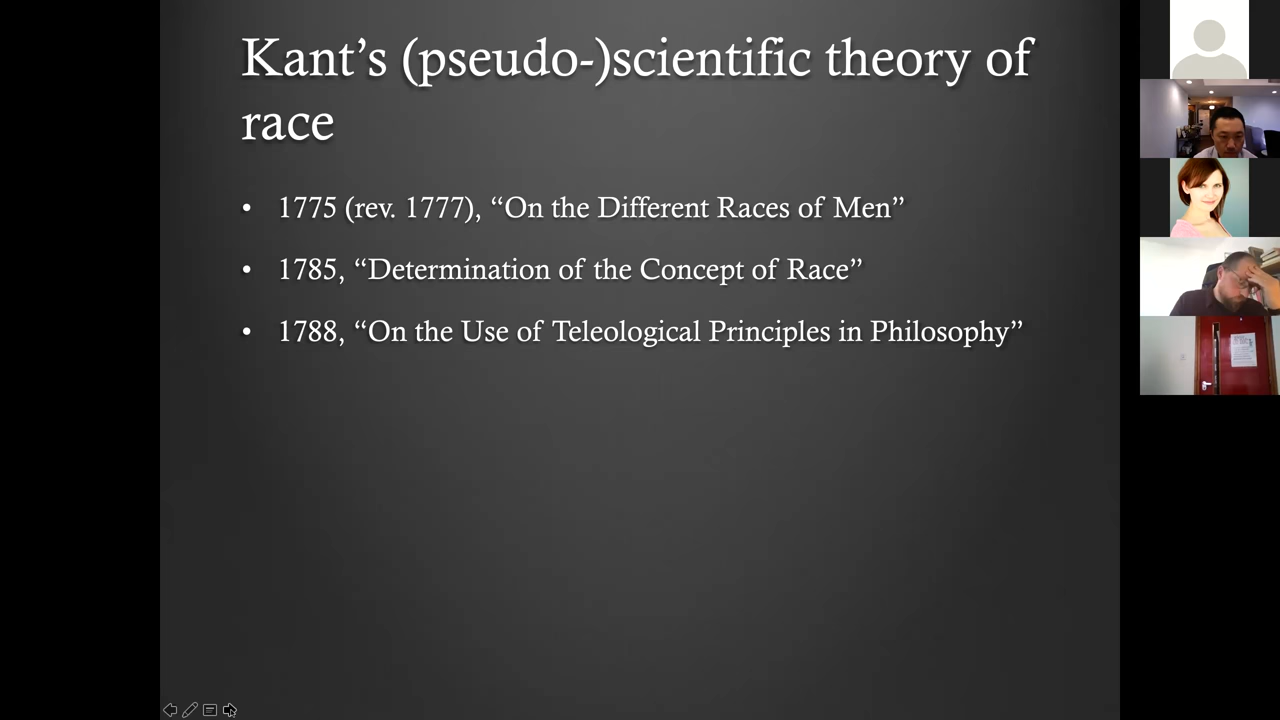 Kant’s (pseudo-)scientific theory of
race
• 1775 (rev. 1777), “On the Different Races of Men”
• 1785, “Determination of the Concept of Race”
• 1788, “On the Use of Teleological Principles in Philosophy”